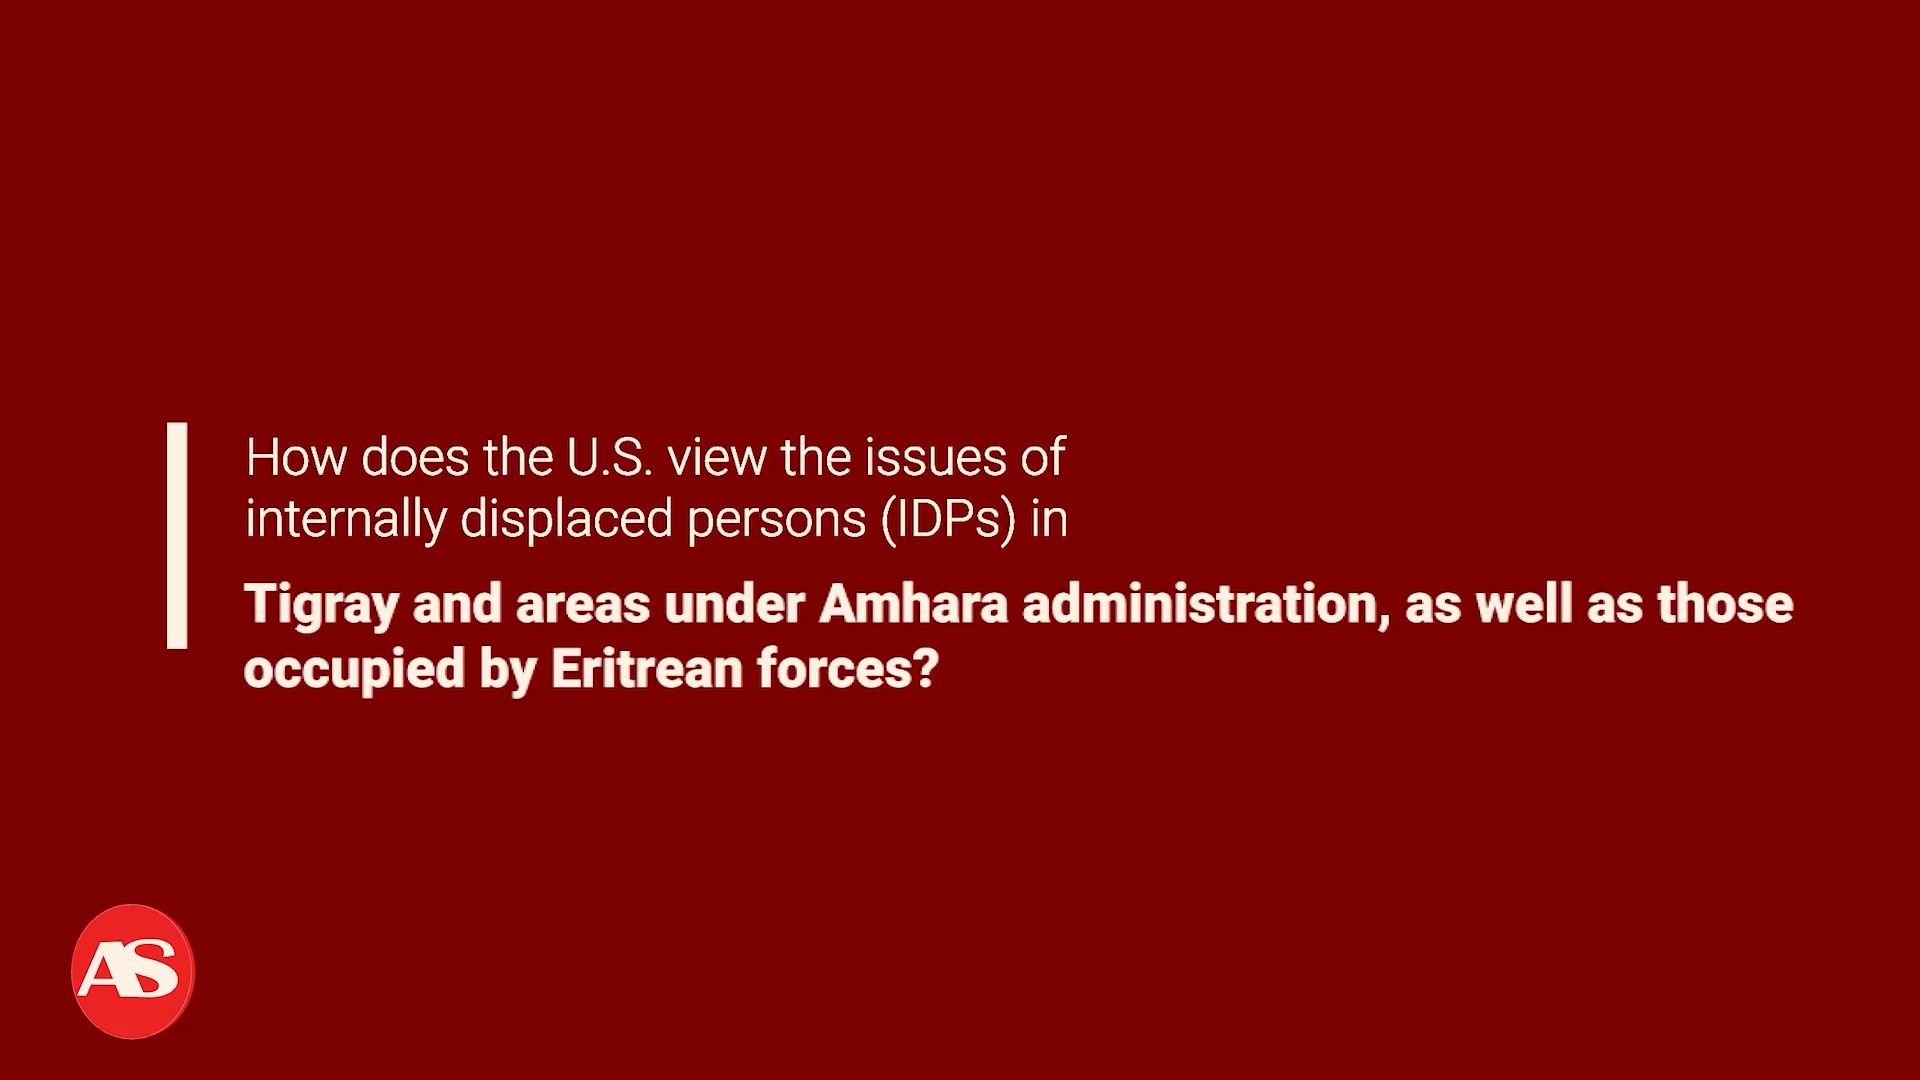 How does the U.S. view the issues of
internally displaced persons (IDPs) in
Tigray and areas under Amhara administration, as well as those
occupied by Eritrean forces?
AS